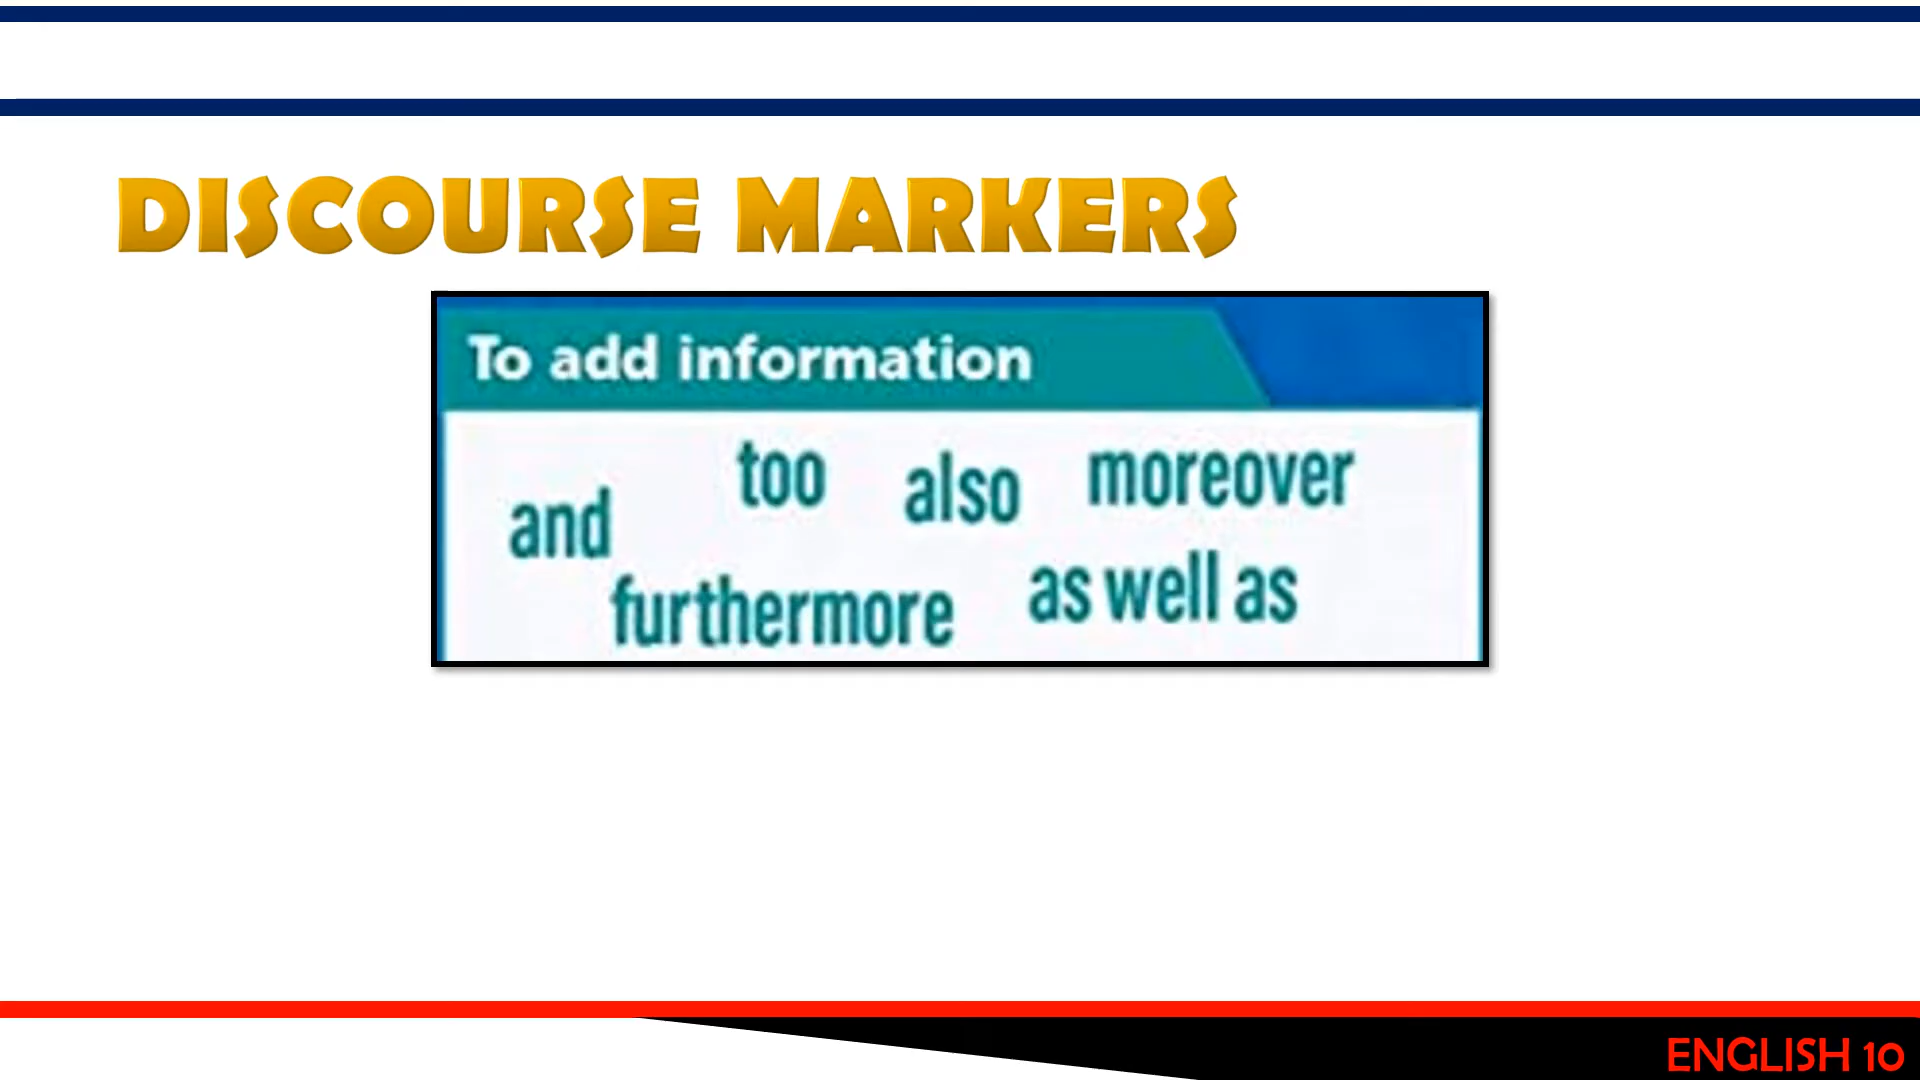 DISCOURSE MARKERS
To add information
and too also moreover
furthermore as well as
ENGLISH 10